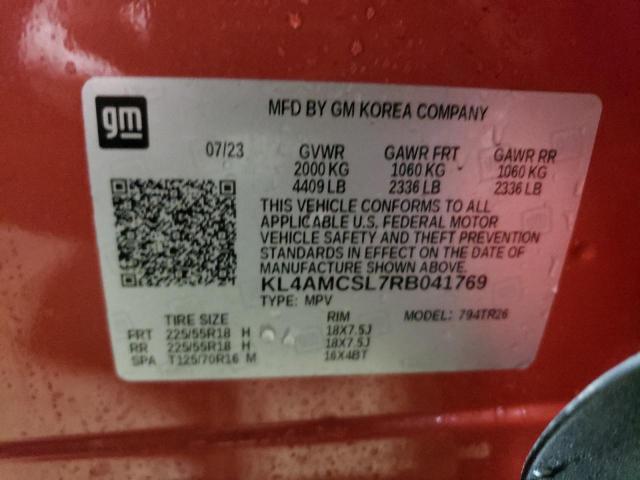 gm
MFD BY GM KOREA COMPANY
07/23 GVWR GAWR FRT GAWR RR
2000 KG 1060 KG 1060 KG
4409 LB 2336 LB 2336 LB
THIS VEHICLE CONFORMS TO ALL
APPLICABLE U.S. FEDERAL MOTOR
VEHICLE SAFETY AND THEFT PREVENTION
STANDARDS IN EFFECT ON THE DATE OF
MANUFACTURE SHOWN ABOVE.
KL4AMCSL7RB041769
TYPE: MPV MODEL: 794TR26
TIRE SIZE RIM
FRT 225/55R18 H 18X7.5J
RR 225/55R18 H 18X7.5J
SPA T125/70R16 M 16X4BT